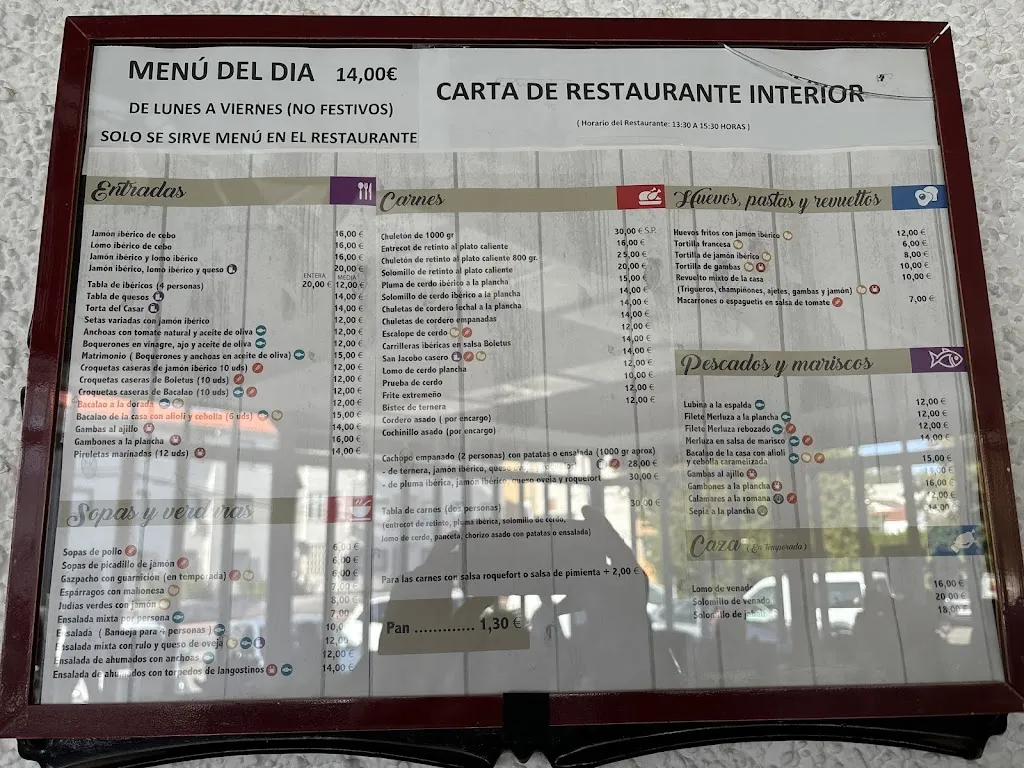 MENÚ DEL DIA 14,00€
DE LUNES A VIERNES (NO FESTIVOS)
SOLO SE SIRVE MENÚ EN EL RESTAURANTE
CARTA DE RESTAURANTE INTERIOR
( Horario del Restaurante: 13:30 A 15:30 HORAS )
Entradas
Jamón ibérico de cebo 16,00 €
Lomo ibérico de cebo 16,00 €
Jamón ibérico y lomo ibérico 16,00 €
Jamón ibérico, lomo ibérico y queso 20,00 €
ENTERA MEDIA
Tabla de ibéricos (4 personas) 20,00 € 12,00 €
Tabla de quesos 14,00 €
Torta del Casar 14,00 €
Setas variadas con jamón ibérico 12,00 €
Anchoas con tomate natural y aceite de oliva 12,00 €
Boquerones en vinagre, ajo y aceite de oliva 12,00 €
Matrimonio ( Boquerones y anchoas en aceite de oliva) 15,00 €
Croquetas caseras de jamón ibérico 10 uds) 12,00 €
Croquetas caseras de Boletus (10 uds) 12,00 €
Croquetas caseras de Bacalao (10 uds) 12,00 €
Bacalao a la dorada 12,00 €
Bacalao de la casa con alioli y cebolla (6 uds) 15,00 €
Gambas al ajillo 14,00 €
Gambones a la plancha 16,00 €
Piruletas marinadas (12 uds) 14,00 €
Sopas y verduras
Sopas de pollo 6,00 €
Sopas de picadillo de jamón 6,00 €
Gazpacho con guarnición (en temporada) 6,00 €
Espárragos con mahonesa
Judias verdes con jamón 8,00 €
Ensalada mixta por persona 7,00
Ensalada ( Bandeja para 4 personas ) 10,0
Ensalada mixta con rulo y queso de oveja 12,00
Ensalada de ahumados con anchoas 12,00 €
Ensalada de ahumados con torpedos de langostinos 14,00 €
Carnes
Chuletón de 1000 gr 30,00 € S.P.
Entrecot de retinto al plato caliente 16,00 €
Chuletón de retinto al plato caliente 800 gr. 25,00 €
Solomillo de retinto al plato caliente 20,00 €
Pluma de cerdo ibérico a la plancha 15,00 €
Solomillo de cerdo ibérico a la plancha 14,00 €
Chuletas de cordero lechal a la plancha 14,00 €
Chuletas de cordero empanadas 14,00 €
Escalope de cerdo 12,00 €
Carrilleras ibéricas en salsa Boletus 14,00 €
San Jacobo casero 14,00 €
Lomo de cerdo plancha 12,00 €
Prueba de cerdo 10,00 €
Frite extremeño 12,00 €
Bistec de ternera 12,00 €
Cordero asado ( por encargo)
Cochinillo asado (por encargo)
Cachopo empanado (2 personas) con patatas o ensalada (1000 gr aprox)
- de ternera, jamón ibérico, queso 28,00 €
- de pluma ibérica, jamón ibérico, queso oveja y roquefort 30,00 €
Tabla de carnes (dos personas) 30,00 €
(entrecot de retinto, pluma ibérica, solomillo de cerdo,
lomo de cerdo, panceta, chorizo asado con patatas o ensalada)
Para las carnes con salsa roquefort o salsa de pimienta + 2,00 €
Pan ............. 1,30 €
Huevos, pastas y revueltos
Huevos fritos con jamón ibérico 12,00 €
Tortilla francesa 6,00 €
Tortilla de jamón ibérico 8,00 €
Tortilla de gambas 10,00 €
Revuelto mixto de la casa 10,00 €
(Trigueros, champiñones, ajetes, gambas y jamón)
Macarrones o espaguetis en salsa de tomate 7,00 €
Pescados y mariscos
Lubina a la espalda 12,00 €
Filete Merluza a la plancha 12,00 €
Filete Merluza rebozado 12,00 €
Merluza en salsa de marisco 14,00 €
Bacalao de la casa con alioli
y cebolla caramelizada 15,00 €
Gambas al ajillo 14,00 €
Gambones a la plancha 16,00 €
Calamares a la romana 12,00 €
Sepia a la plancha 14,00 €
Caza ( En Temporada )
Lomo de venado 16,00 €
Solomillo de venado 20,00 €
Solomillo de jabalí 18,00 €